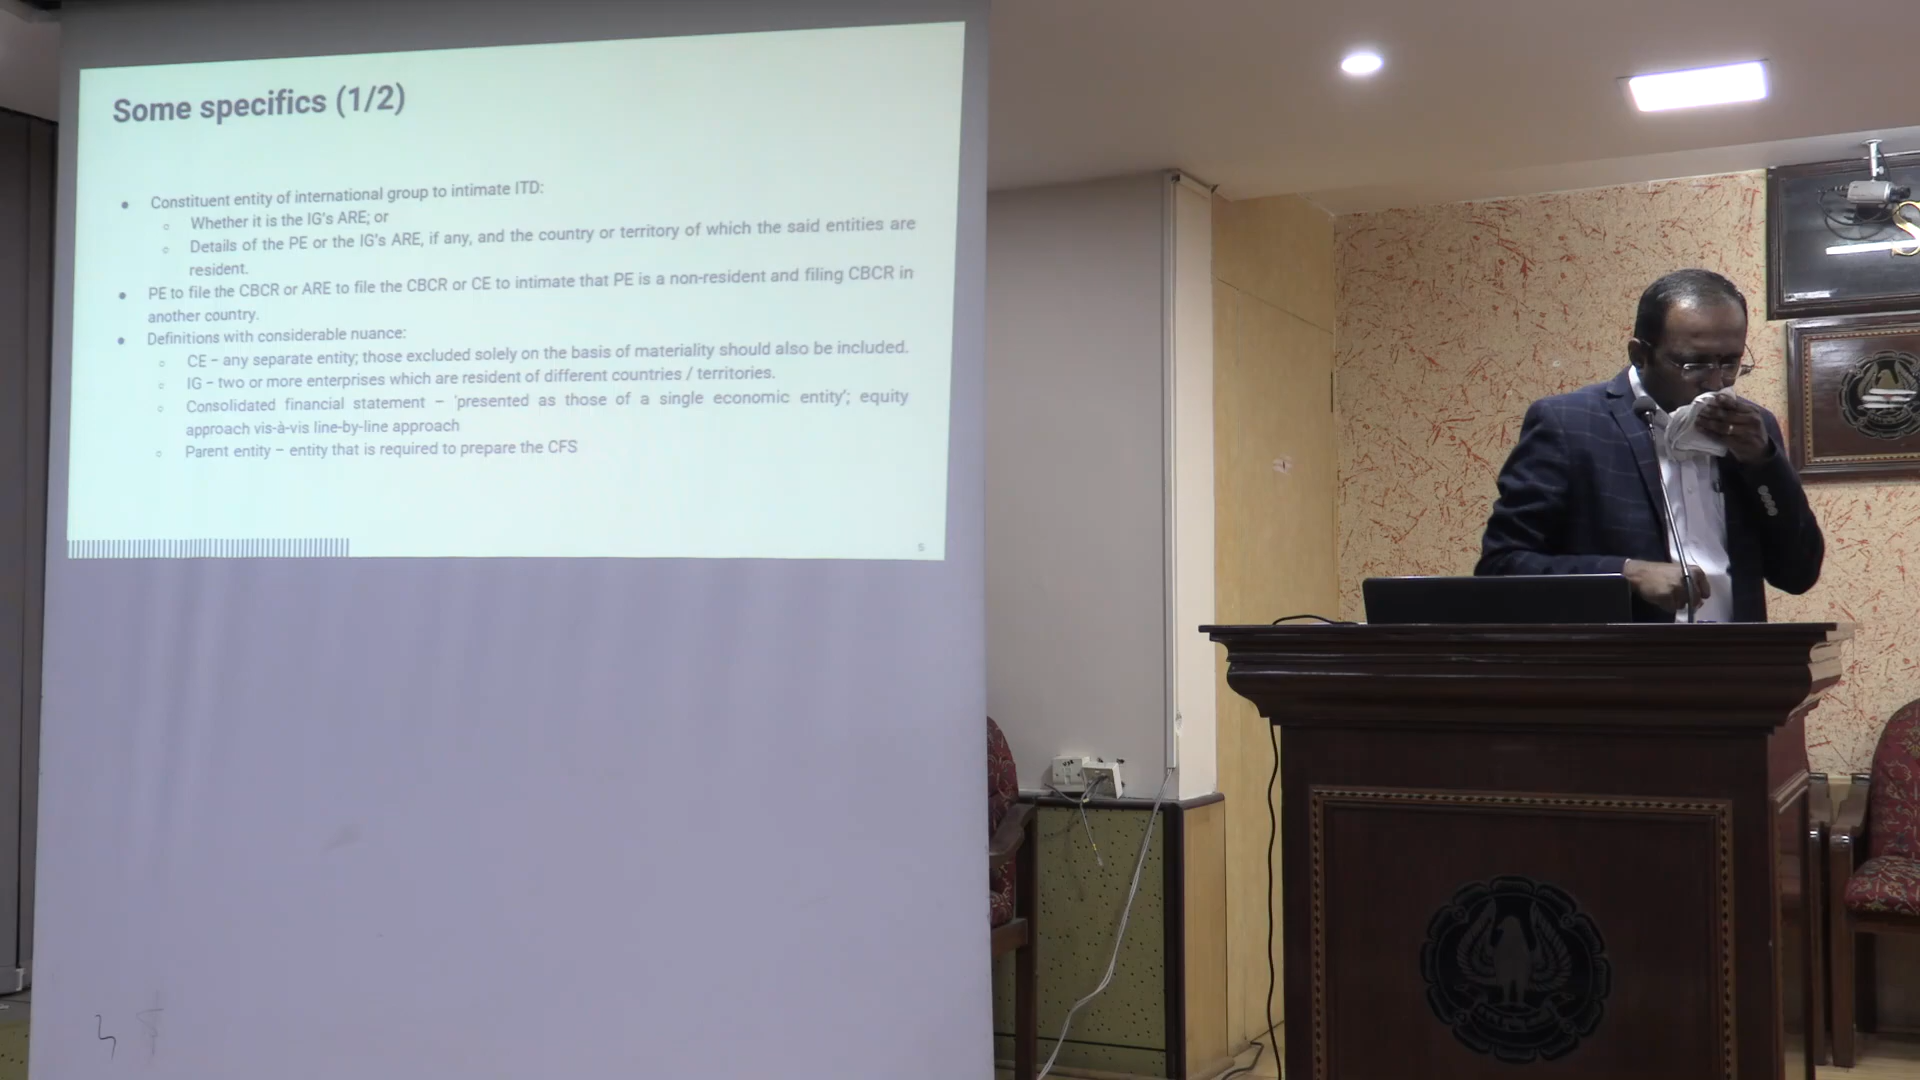 Some specifics (1/2)
● Constituent entity of international group to intimate ITD:
○ Whether it is the IG's ARE; or
○ Details of the PE or the IG's ARE, if any, and the country or territory of which the said entities are
resident.
● PE to file the CBCR or ARE to file the CBCR or CE to intimate that PE is a non-resident and filing CBCR in
another country.
● Definitions with considerable nuance:
○ CE – any separate entity; those excluded solely on the basis of materiality should also be included.
○ IG – two or more enterprises which are resident of different countries / territories.
○ Consolidated financial statement – 'presented as those of a single economic entity'; equity
approach vis-à-vis line-by-line approach
○ Parent entity – entity that is required to prepare the CFS
5